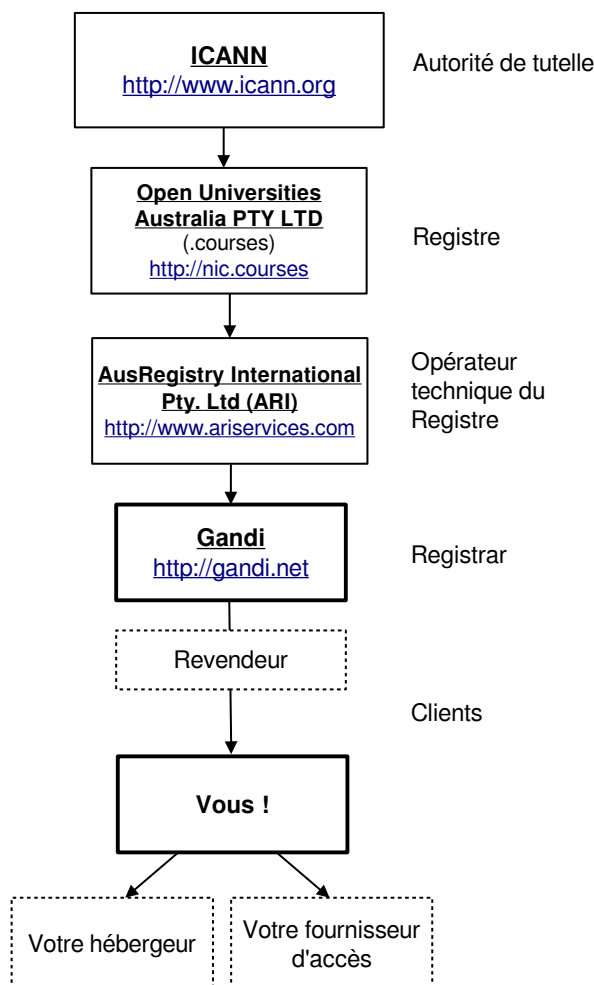 ICANN
http://www.icann.org
Autorité de tutelle
Open Universities
Australia PTY LTD
(.courses)
http://nic.courses
Registre
AusRegistry International
Pty. Ltd (ARI)
http://www.ariservices.com
Opérateur
technique du
Registre
Gandi
http://gandi.net
Registrar
Revendeur
Clients
Vous !
Votre hébergeur
Votre fournisseur
d'accès